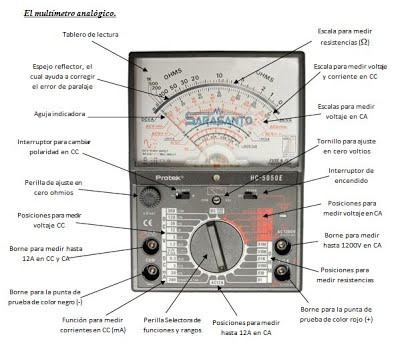 El multímetro analógico.
Tablero de lectura
Escala para medir
resistencias (Ω)
Espejo reflector, el
cual ayuda a corregir
el error de paralaje
Escala para medir voltaje
y corriente en CC
Aguja indicadora
Escalas para medir
voltaje en CA
OHMS
OHMS
SARASANTO
Interruptor para cambiar
polaridad en CC
Tornillo para ajuste
en cero voltios
Protek
HC-5050E
Interruptor de
encendido
Perilla de ajuste en
cero ohmios
Posiciones para
medir voltaje CC
Posiciones para
medir voltaje en CA
Borne para medir hasta
12A en CC y CA
Borne para medir
hasta 1200V en CA
Posiciones para
medir resistencias
Borne para la punta de
prueba de color negro (-)
Borne para la punta de
prueba de color rojo (+)
Función para medir
corrientes en CC (mA)
Perilla Selectora de
funciones y rangos
Posiciones para medir
hasta 12A en CA